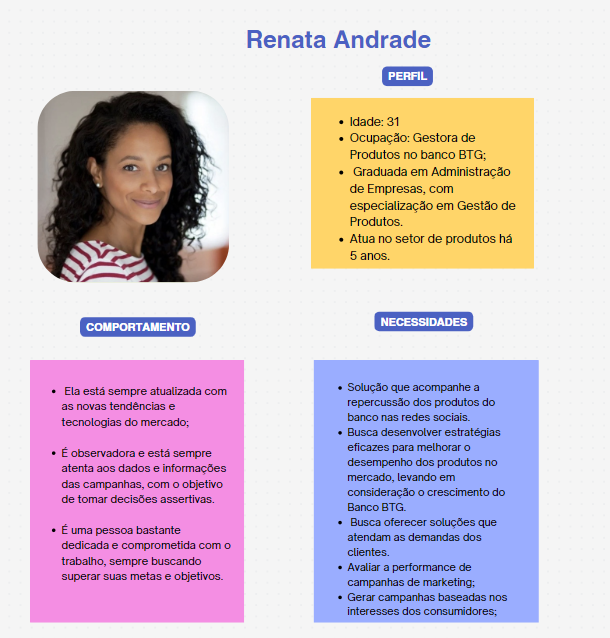 Renata Andrade
PERFIL
• Idade: 31
• Ocupação: Gestora de
Produtos no banco BTG;
• Graduada em Administração
de Empresas, com
especialização em Gestão de
Produtos.
• Atua no setor de produtos há
5 anos.
COMPORTAMENTO
• Ela está sempre atualizada com
as novas tendências e
tecnologias do mercado;
• É observadora e está sempre
atenta aos dados e informações
das campanhas, com o objetivo
de tomar decisões assertivas.
• É uma pessoa bastante
dedicada e comprometida com o
trabalho, sempre buscando
superar suas metas e objetivos.
NECESSIDADES
• Solução que acompanhe a
repercussão dos produtos do
banco nas redes sociais.
• Busca desenvolver estratégias
eficazes para melhorar o
desempenho dos produtos no
mercado, levando em
consideração o crescimento do
Banco BTG.
• Busca oferecer soluções que
atendam as demandas dos
clientes.
• Avaliar a performance de
campanhas de marketing;
• Gerar campanhas baseadas nos
interesses dos consumidores;